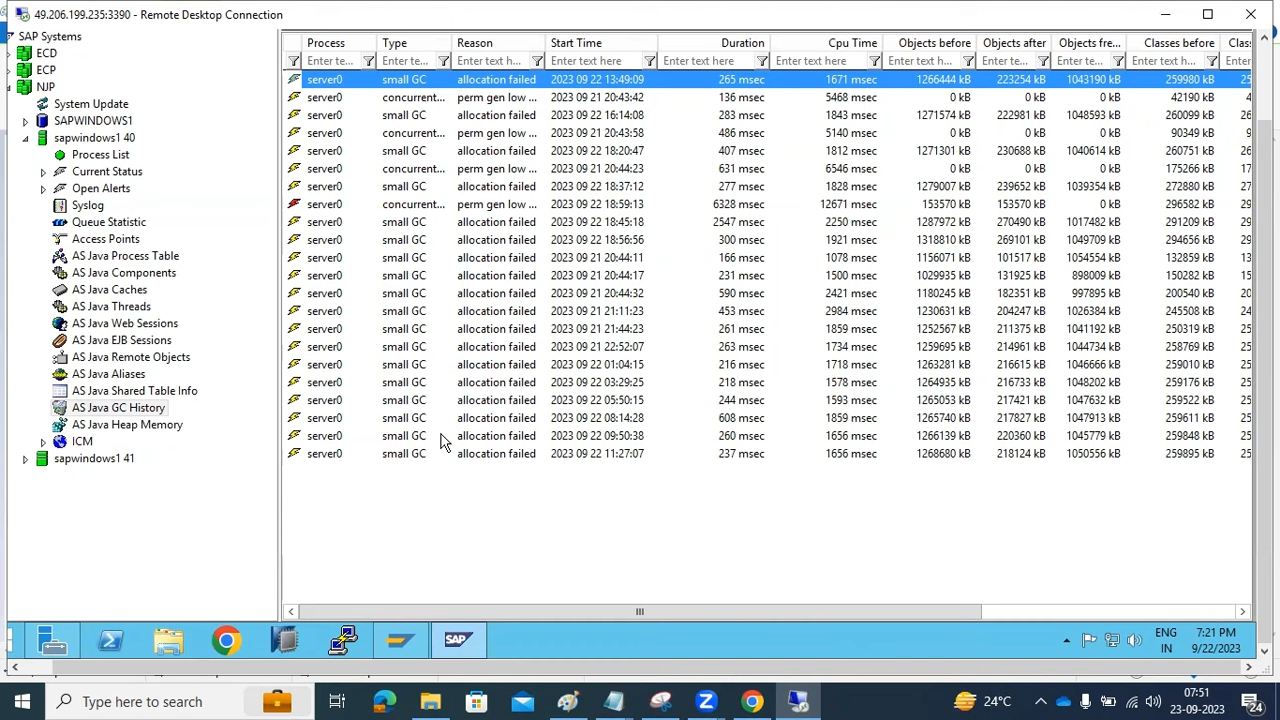 49.206.199.235:3390 - Remote Desktop Connection
SAP Systems
ECD
ECP
NJP
System Update
SAPWINDOWS1
sapwindows1 40
Process List
Current Status
Open Alerts
Syslog
Queue Statistic
Access Points
AS Java Process Table
AS Java Components
AS Java Caches
AS Java Threads
AS Java Web Sessions
AS Java EJB Sessions
AS Java Remote Objects
AS Java Aliases
AS Java Shared Table Info
AS Java GC History
AS Java Heap Memory
ICM
sapwindows1 41
Process Type Reason Start Time Duration Cpu Time Objects before Objects after Objects fre... Classes before Class
Enter te... Enter te... Enter text h... Enter text here Enter text here Enter text here Enter text h... Enter te... Enter te... Enter text h... Enter t
server0 small GC allocation failed 2023 09 22 13:49:09 265 msec 1671 msec 1266444 kB 223254 kB 1043190 kB 259980 kB 25
server0 concurrent... perm gen low ... 2023 09 21 20:43:42 136 msec 5468 msec 0 kB 0 kB 0 kB 42190 kB 4
server0 small GC allocation failed 2023 09 22 16:14:08 283 msec 1843 msec 1271574 kB 222981 kB 1048593 kB 260099 kB 25
server0 concurrent... perm gen low ... 2023 09 21 20:43:58 486 msec 5140 msec 0 kB 0 kB 0 kB 90349 kB 9
server0 small GC allocation failed 2023 09 22 18:20:47 407 msec 1812 msec 1271301 kB 230688 kB 1040614 kB 260751 kB 25
server0 concurrent... perm gen low ... 2023 09 21 20:44:23 631 msec 6546 msec 0 kB 0 kB 0 kB 175266 kB 17
server0 small GC allocation failed 2023 09 22 18:37:12 277 msec 1828 msec 1279007 kB 239652 kB 1039354 kB 272880 kB 26
server0 concurrent... perm gen low ... 2023 09 22 18:59:13 6328 msec 12671 msec 153570 kB 153570 kB 0 kB 296582 kB 29
server0 small GC allocation failed 2023 09 22 18:45:18 2547 msec 2250 msec 1287972 kB 270490 kB 1017482 kB 291209 kB 29
server0 small GC allocation failed 2023 09 22 18:56:56 300 msec 1921 msec 1318810 kB 269101 kB 1049709 kB 294656 kB 29
server0 small GC allocation failed 2023 09 21 20:44:11 166 msec 1078 msec 1156071 kB 101517 kB 1054554 kB 132859 kB 13
server0 small GC allocation failed 2023 09 21 20:44:17 231 msec 1500 msec 1029935 kB 131925 kB 898009 kB 150282 kB 15
server0 small GC allocation failed 2023 09 21 20:44:32 590 msec 2421 msec 1180245 kB 182351 kB 997895 kB 200540 kB 20
server0 small GC allocation failed 2023 09 21 21:11:23 453 msec 2984 msec 1230631 kB 204247 kB 1026384 kB 245508 kB 24
server0 small GC allocation failed 2023 09 21 21:44:23 261 msec 1859 msec 1252567 kB 211375 kB 1041192 kB 250319 kB 25
server0 small GC allocation failed 2023 09 21 22:52:07 263 msec 1734 msec 1259695 kB 214961 kB 1044734 kB 258769 kB 25
server0 small GC allocation failed 2023 09 22 01:04:15 216 msec 1718 msec 1263281 kB 216615 kB 1046666 kB 259010 kB 25
server0 small GC allocation failed 2023 09 22 03:29:25 218 msec 1578 msec 1264935 kB 216733 kB 1048202 kB 259176 kB 25
server0 small GC allocation failed 2023 09 22 05:50:15 244 msec 1593 msec 1265053 kB 217421 kB 1047632 kB 259522 kB 25
server0 small GC allocation failed 2023 09 22 08:14:28 608 msec 1859 msec 1265740 kB 217827 kB 1047913 kB 259611 kB 25
server0 small GC allocation failed 2023 09 22 09:50:38 260 msec 1656 msec 1266139 kB 220360 kB 1045779 kB 259848 kB 25
server0 small GC allocation failed 2023 09 22 11:27:07 237 msec 1656 msec 1268680 kB 218124 kB 1050556 kB 259895 kB 25
SAP
ENG
IN
7:21 PM
9/22/2023
Type here to search
24°C
07:51
23-09-2023
24